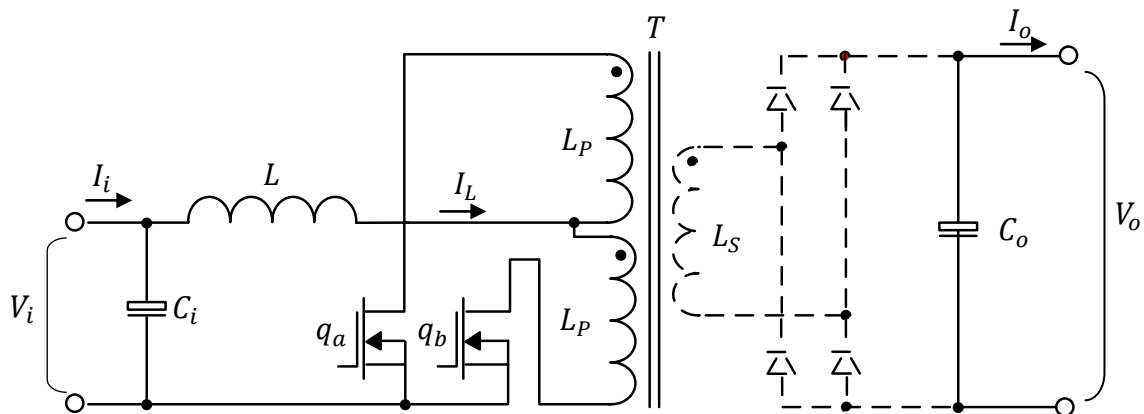 T
I_o
L_P
I_i
L
I_L
L_S
V_o
C_o
V_i
C_i
q_a
q_b
L_P